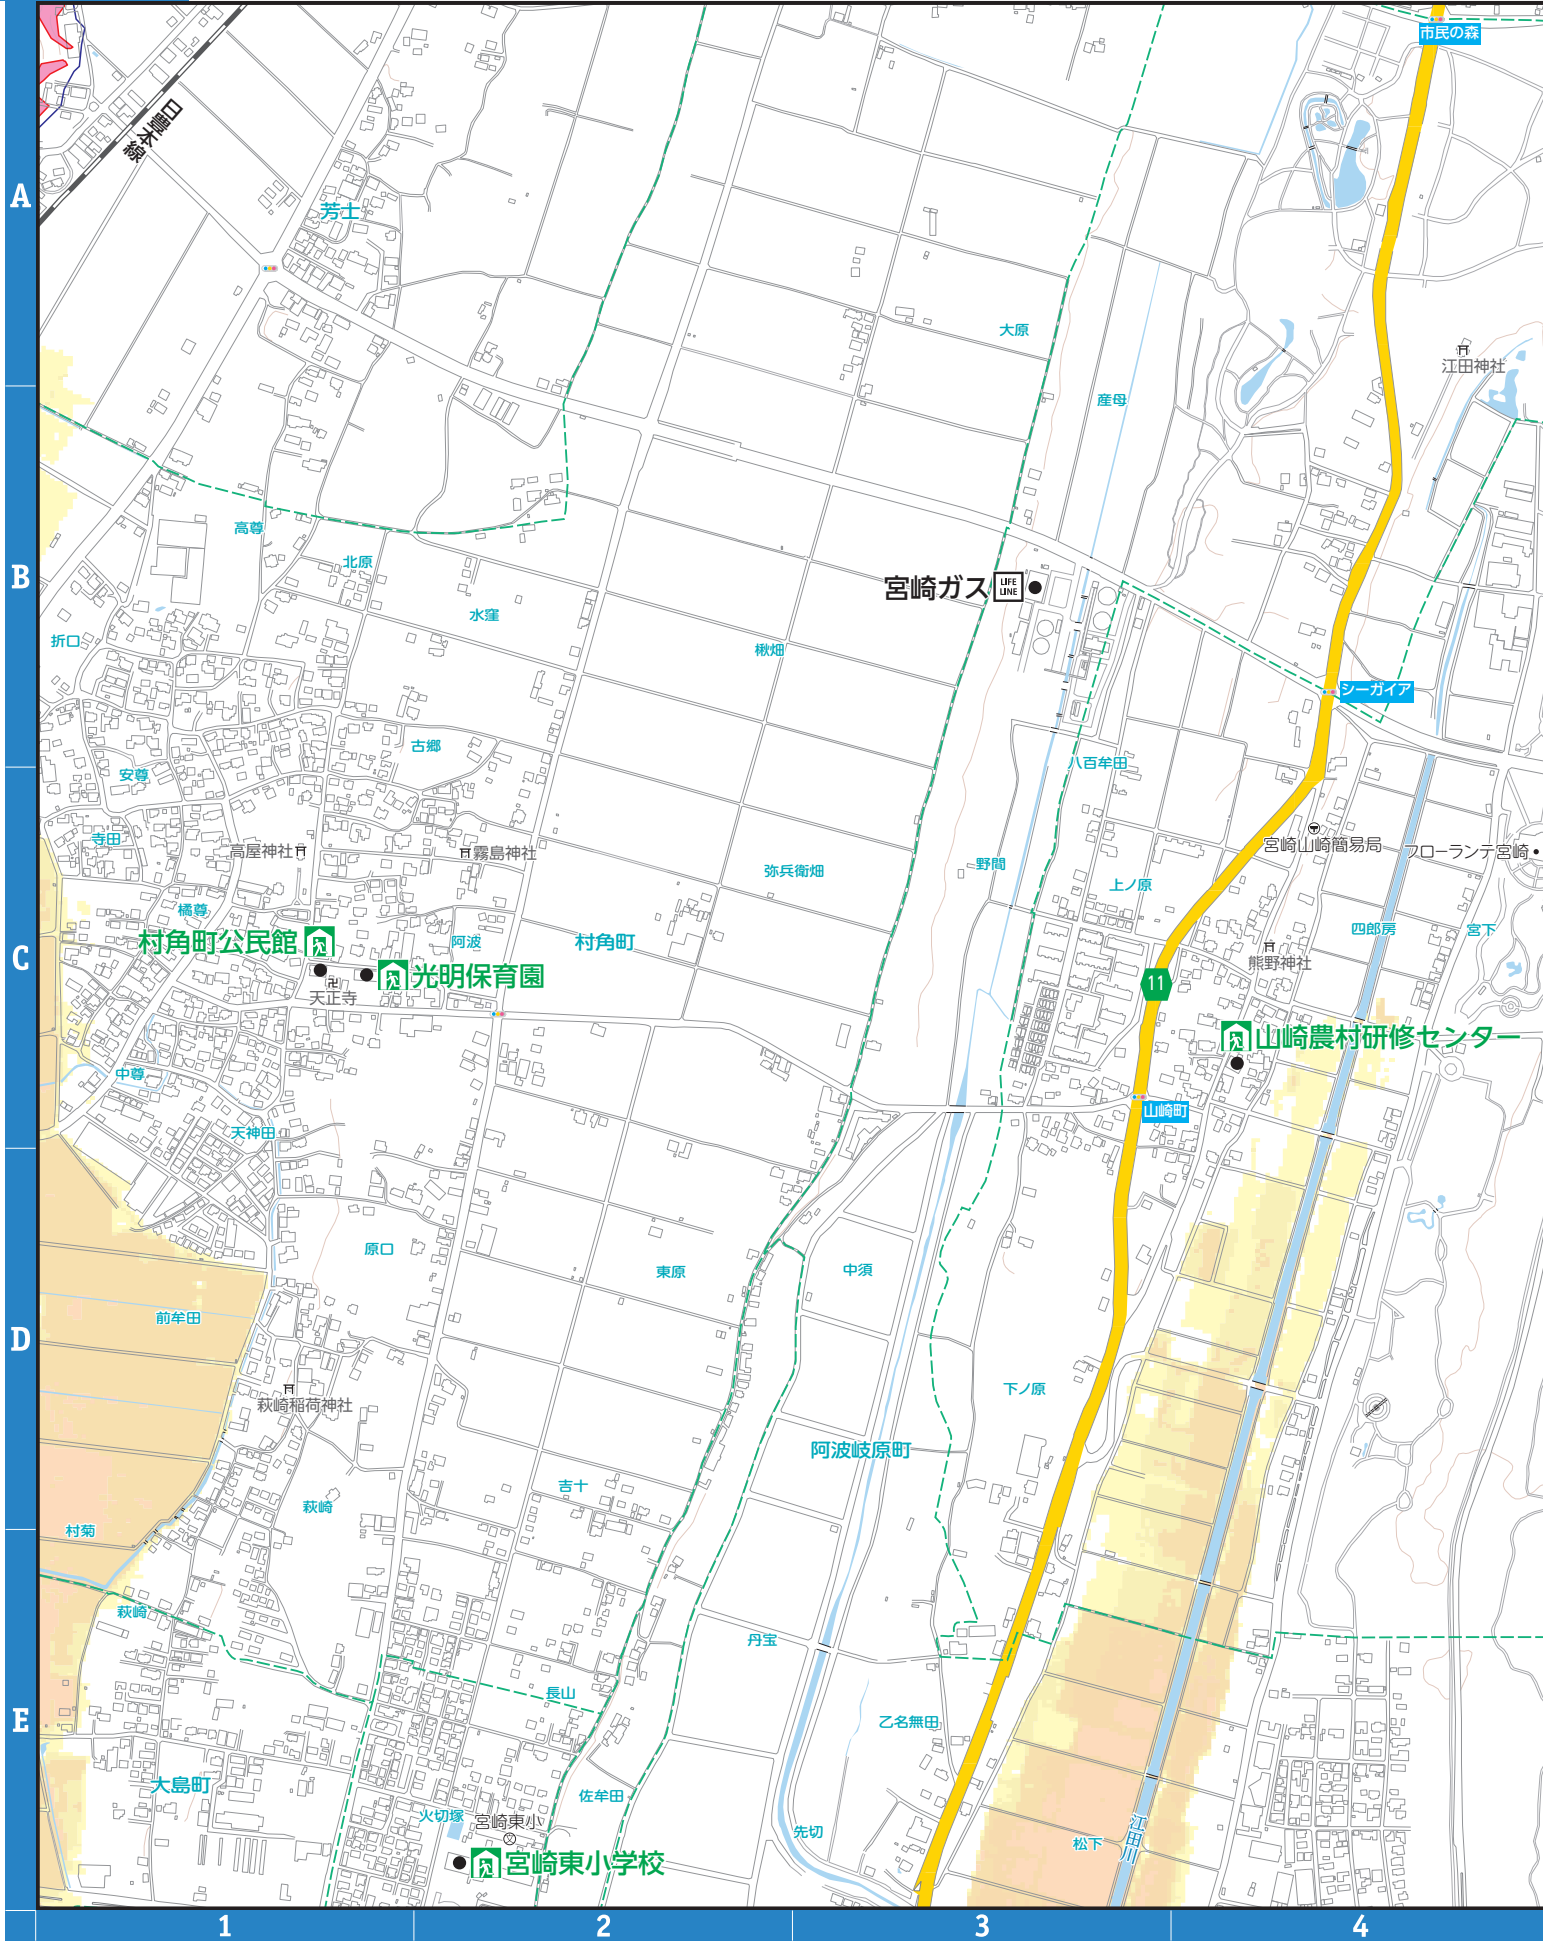 市民の森
日豊本線
A
芳士
大原
江田神社
産母
高尊
北原
B
宮崎ガス
LIFE
LINE
水窪
折口
楸畑
シーガイア
古郷
八百牟田
安尊
寺田
高屋神社
霧島神社
宮崎山崎簡易局
フローランテ宮崎
弥兵衛畑
野間
上ノ原
橘尊
村角町公民館
阿波
村角町
四郎房
宮下
C
熊野神社
光明保育園
11
天正寺
山崎農村研修センター
中尊
山崎町
天神田
原口
東原
中須
前牟田
D
下ノ原
萩崎稲荷神社
阿波岐原町
吉十
萩崎
村菊
萩崎
丹宝
長山
E
乙名無田
大島町
佐牟田
火切塚
宮崎東小
先切
松下
江田川
宮崎東小学校
1
2
3
4